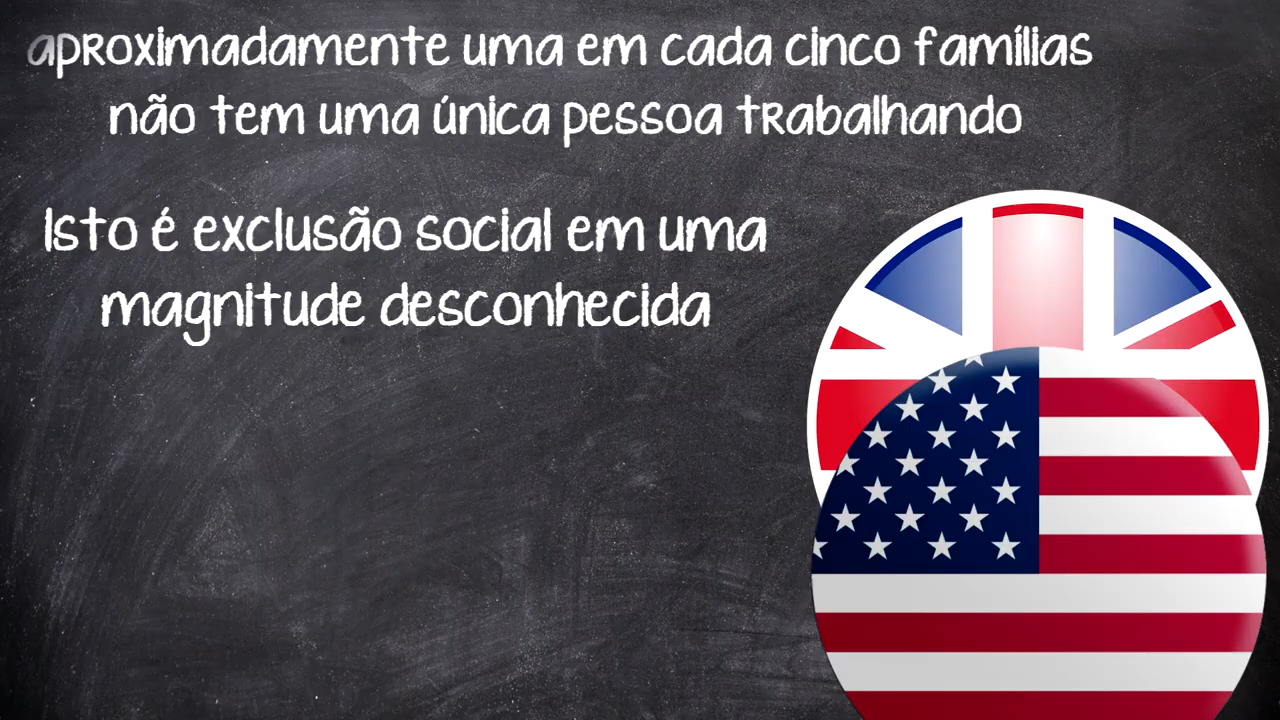 aproximadamente uma em cada cinco famílias
não tem uma única pessoa trabalhando
Isto é exclusão social em uma
magnitude desconhecida